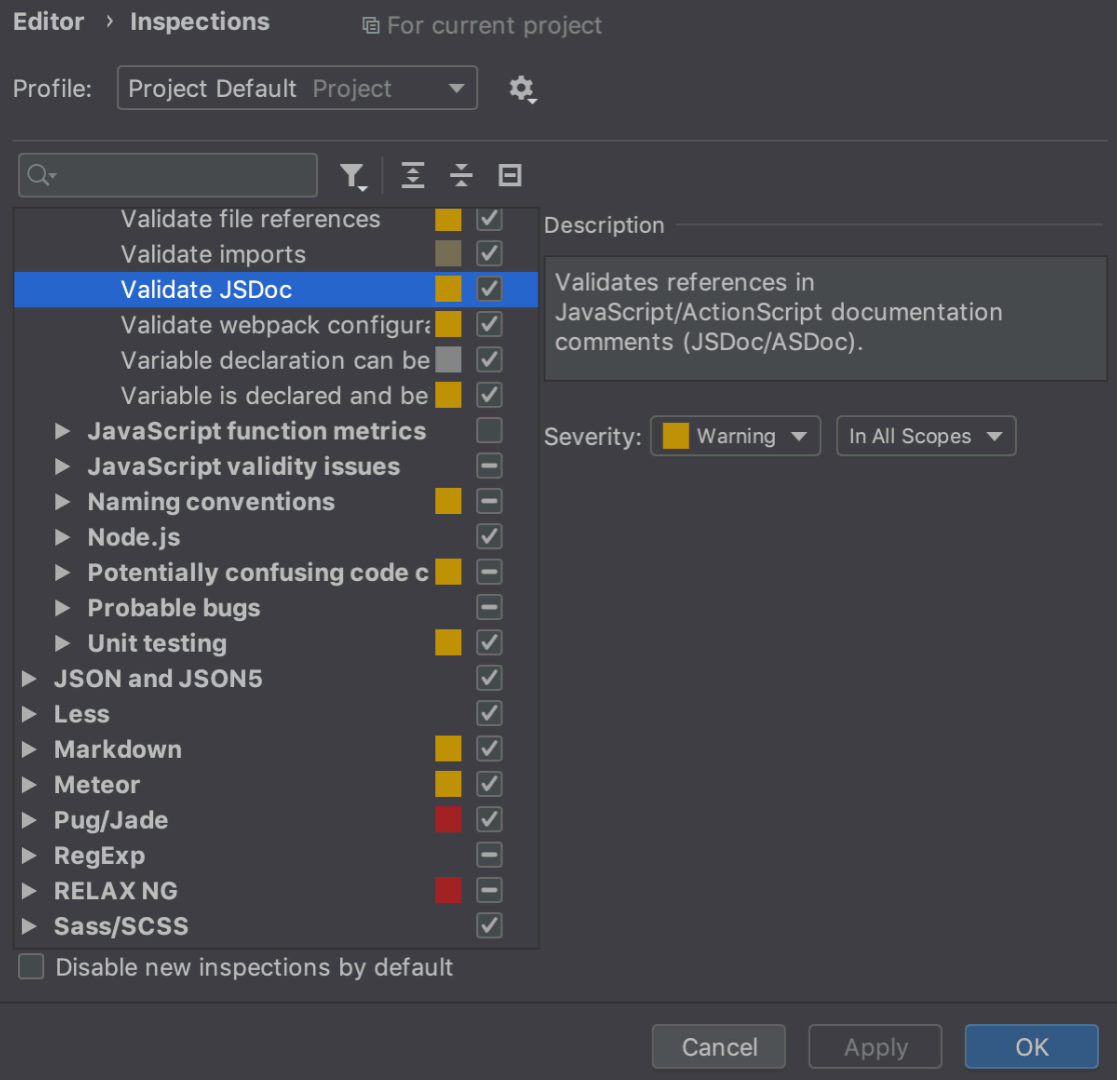 Editor › Inspections For current project
Profile: Project Default Project
Validate file references
Validate imports
Validate JSDoc
Validate webpack configura
Variable declaration can be
Variable is declared and be
JavaScript function metrics
JavaScript validity issues
Naming conventions
Node.js
Potentially confusing code c
Probable bugs
Unit testing
JSON and JSON5
Less
Markdown
Meteor
Pug/Jade
RegExp
RELAX NG
Sass/SCSS
Disable new inspections by default
Description
Validates references in
JavaScript/ActionScript documentation
comments (JSDoc/ASDoc).
Severity: Warning In All Scopes
Cancel Apply OK